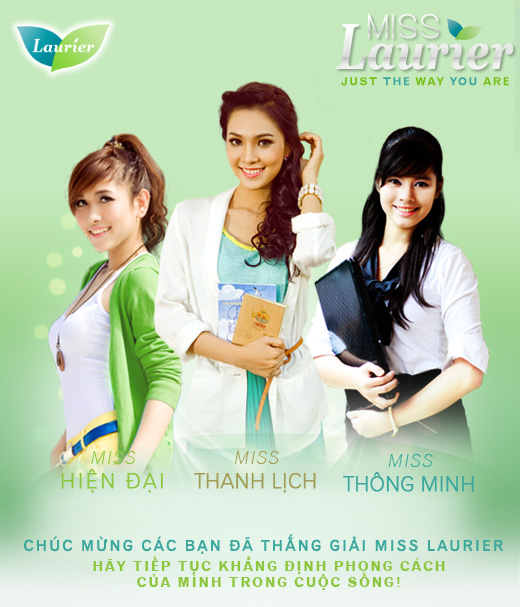 Laurier
MISS
Laurier
JUST THE WAY YOU ARE
MISS
HIỆN ĐẠI
MISS
THANH LỊCH
MISS
THÔNG MINH
CHÚC MỪNG CÁC BẠN ĐÃ THẮNG GIẢI MISS LAURIER
HÃY TIẾP TỤC KHẲNG ĐỊNH PHONG CÁCH
CỦA MÌNH TRONG CUỘC SỐNG!